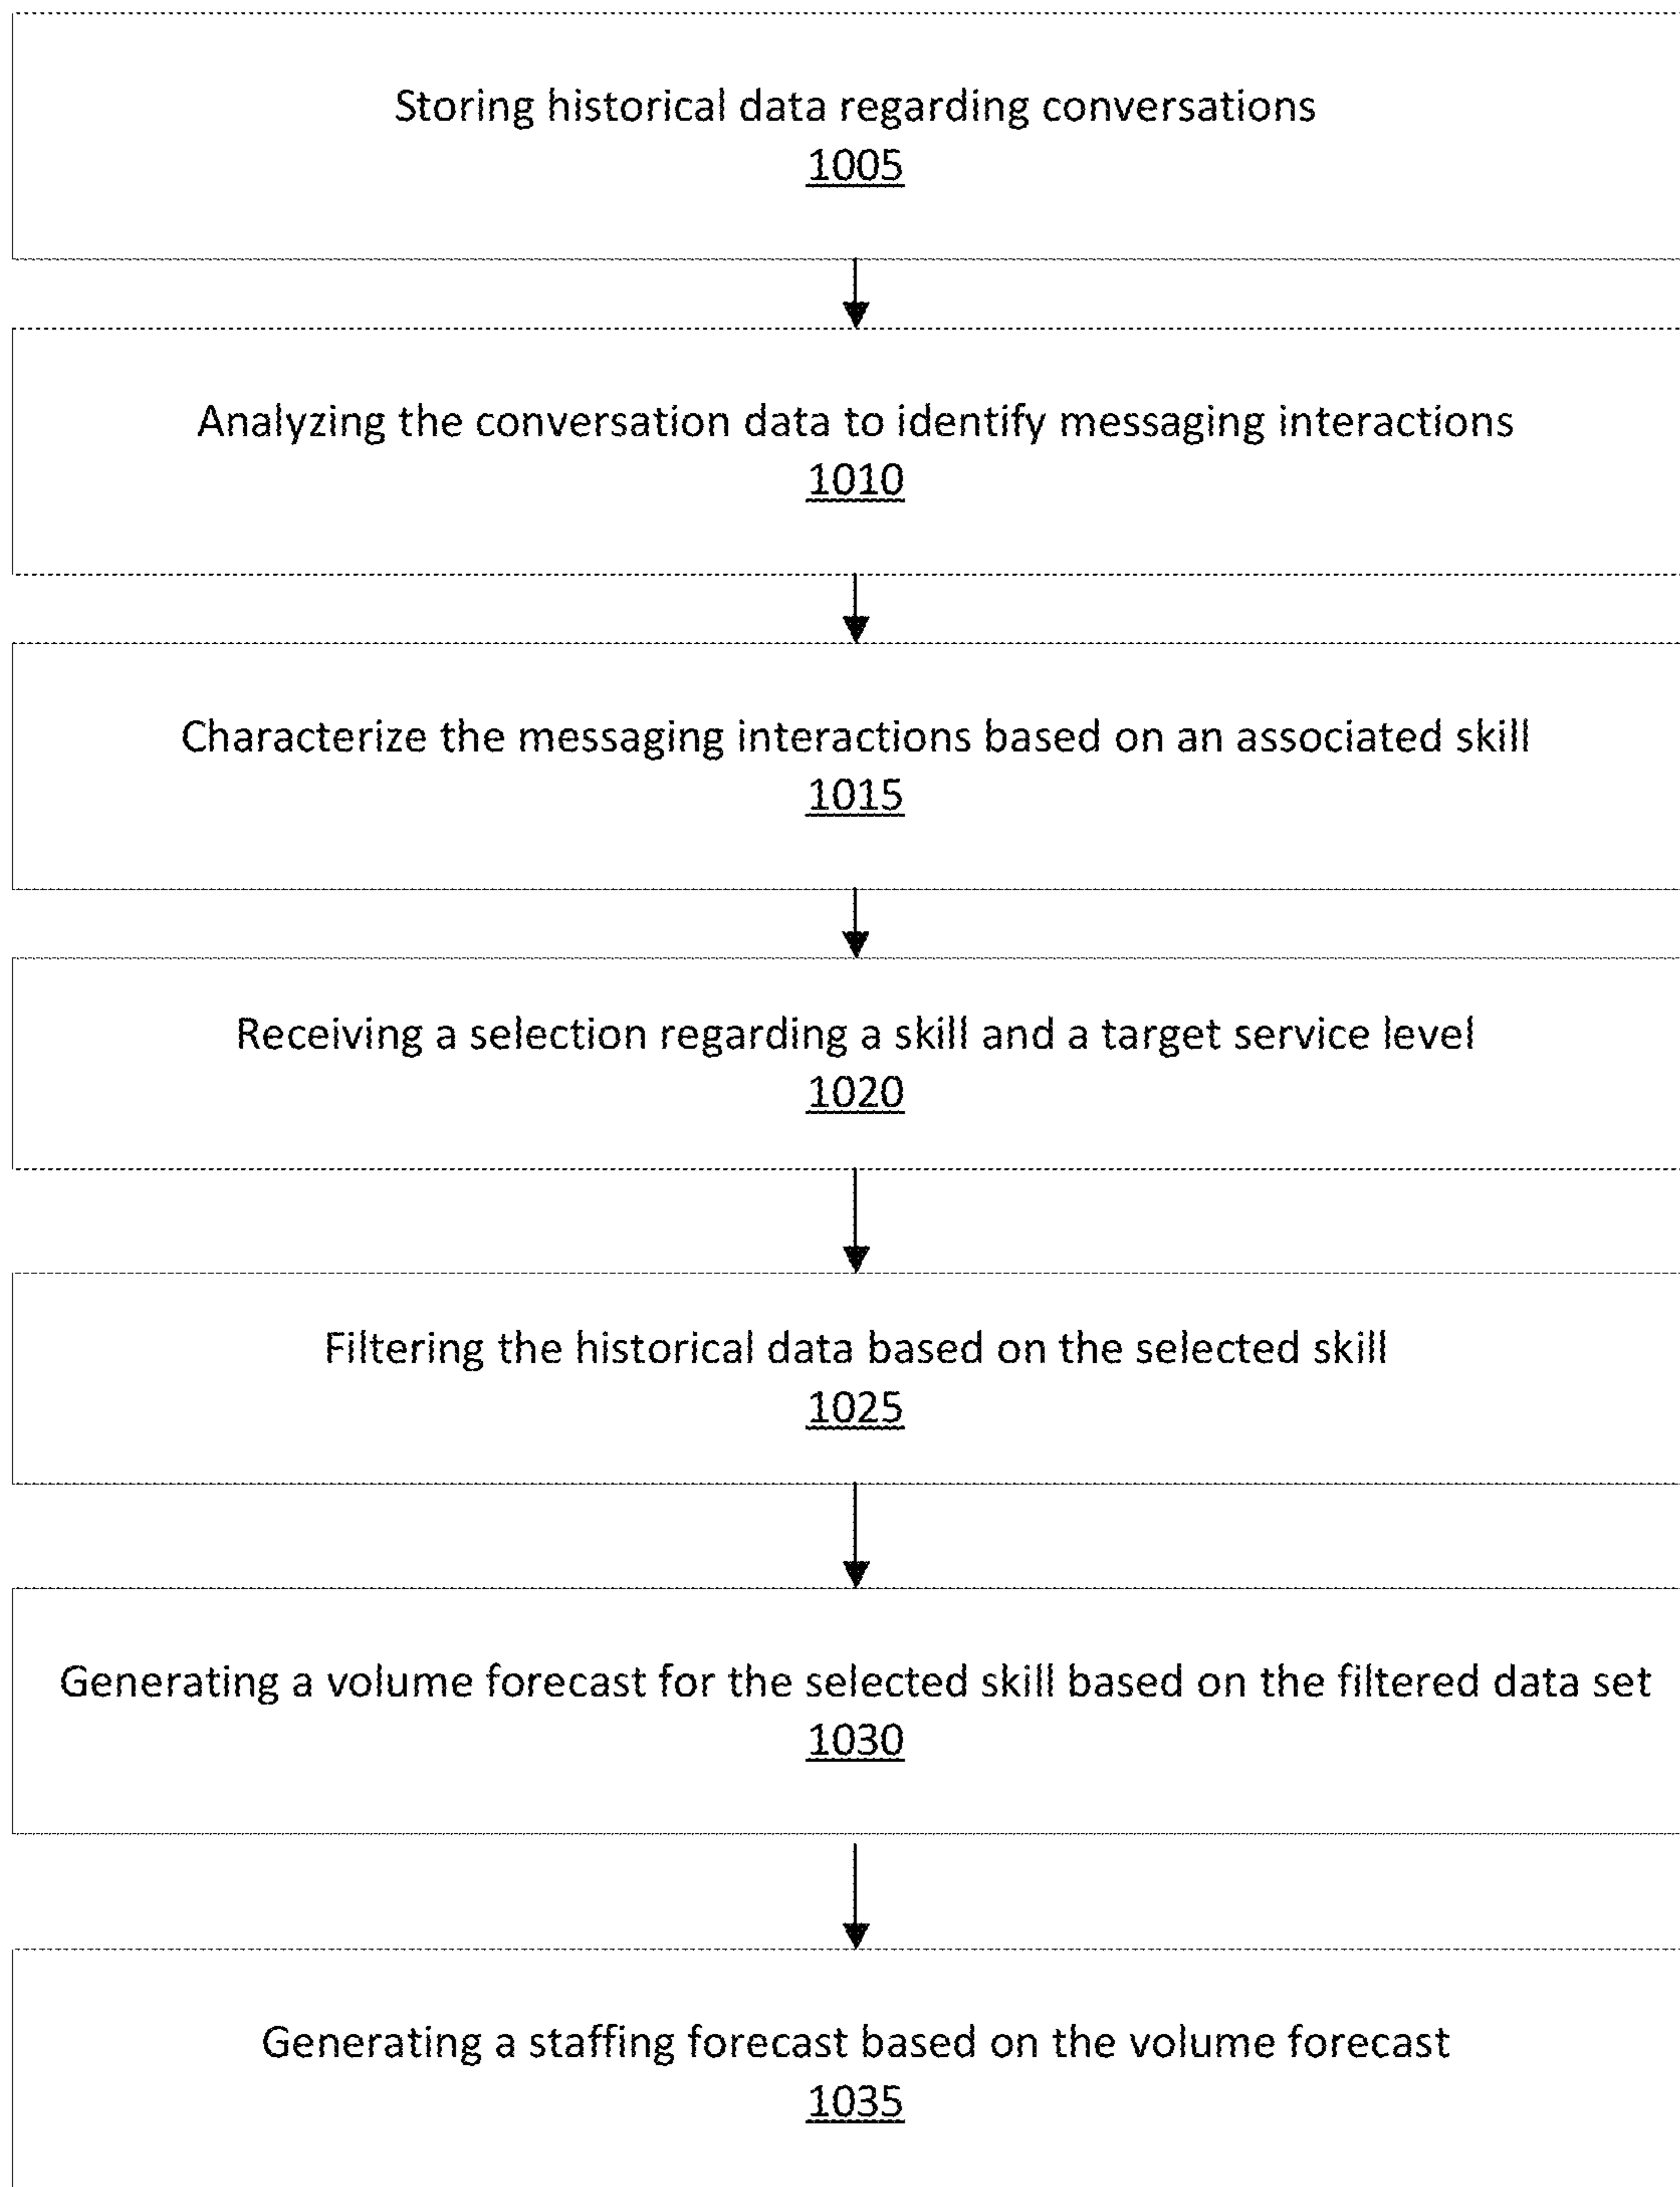 Storing historical data regarding conversations
1005
Analyzing the conversation data to identify messaging interactions
1010
Characterize the messaging interactions based on an associated skill
1015
Receiving a selection regarding a skill and a target service level
1020
Filtering the historical data based on the selected skill
1025
Generating a volume forecast for the selected skill based on the filtered data set
1030
Generating a staffing forecast based on the volume forecast
1035